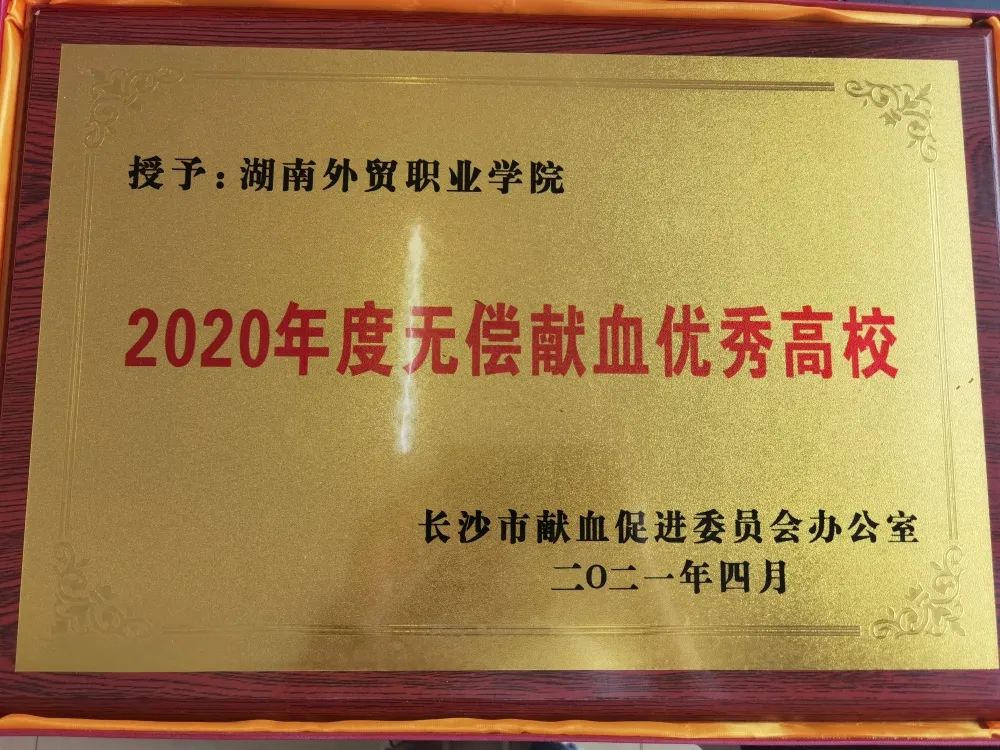 授予:湖南外贸职业学院
2020年度无偿献血优秀高校
长沙市献血促进委员会办公室
二〇二一年四月